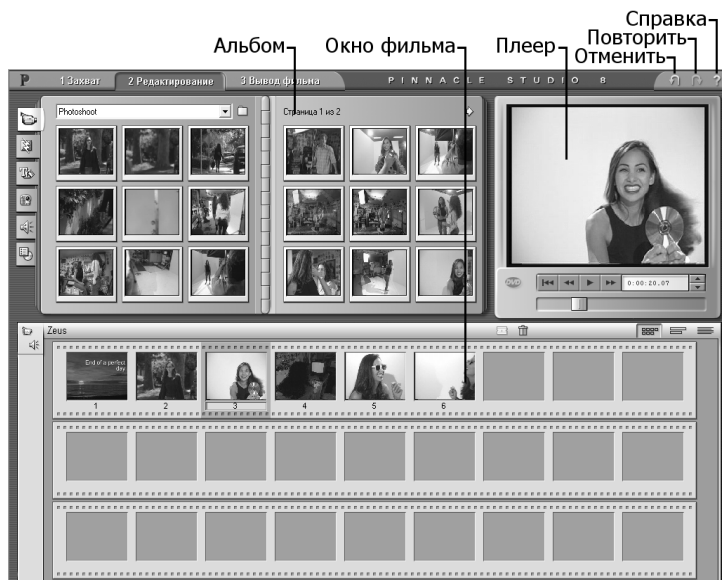 Справка
Повторить
Отменить
Альбом
Окно фильма
Плеер
1 Захват 2 Редактирование 3 Вывод фильма PINNACLE STUDIO 8 ?
Photoshoot
Страница 1 из 2
DVD
0:00:20.07
Zeus
End of a perfect
day
1 2 3 4 5 6